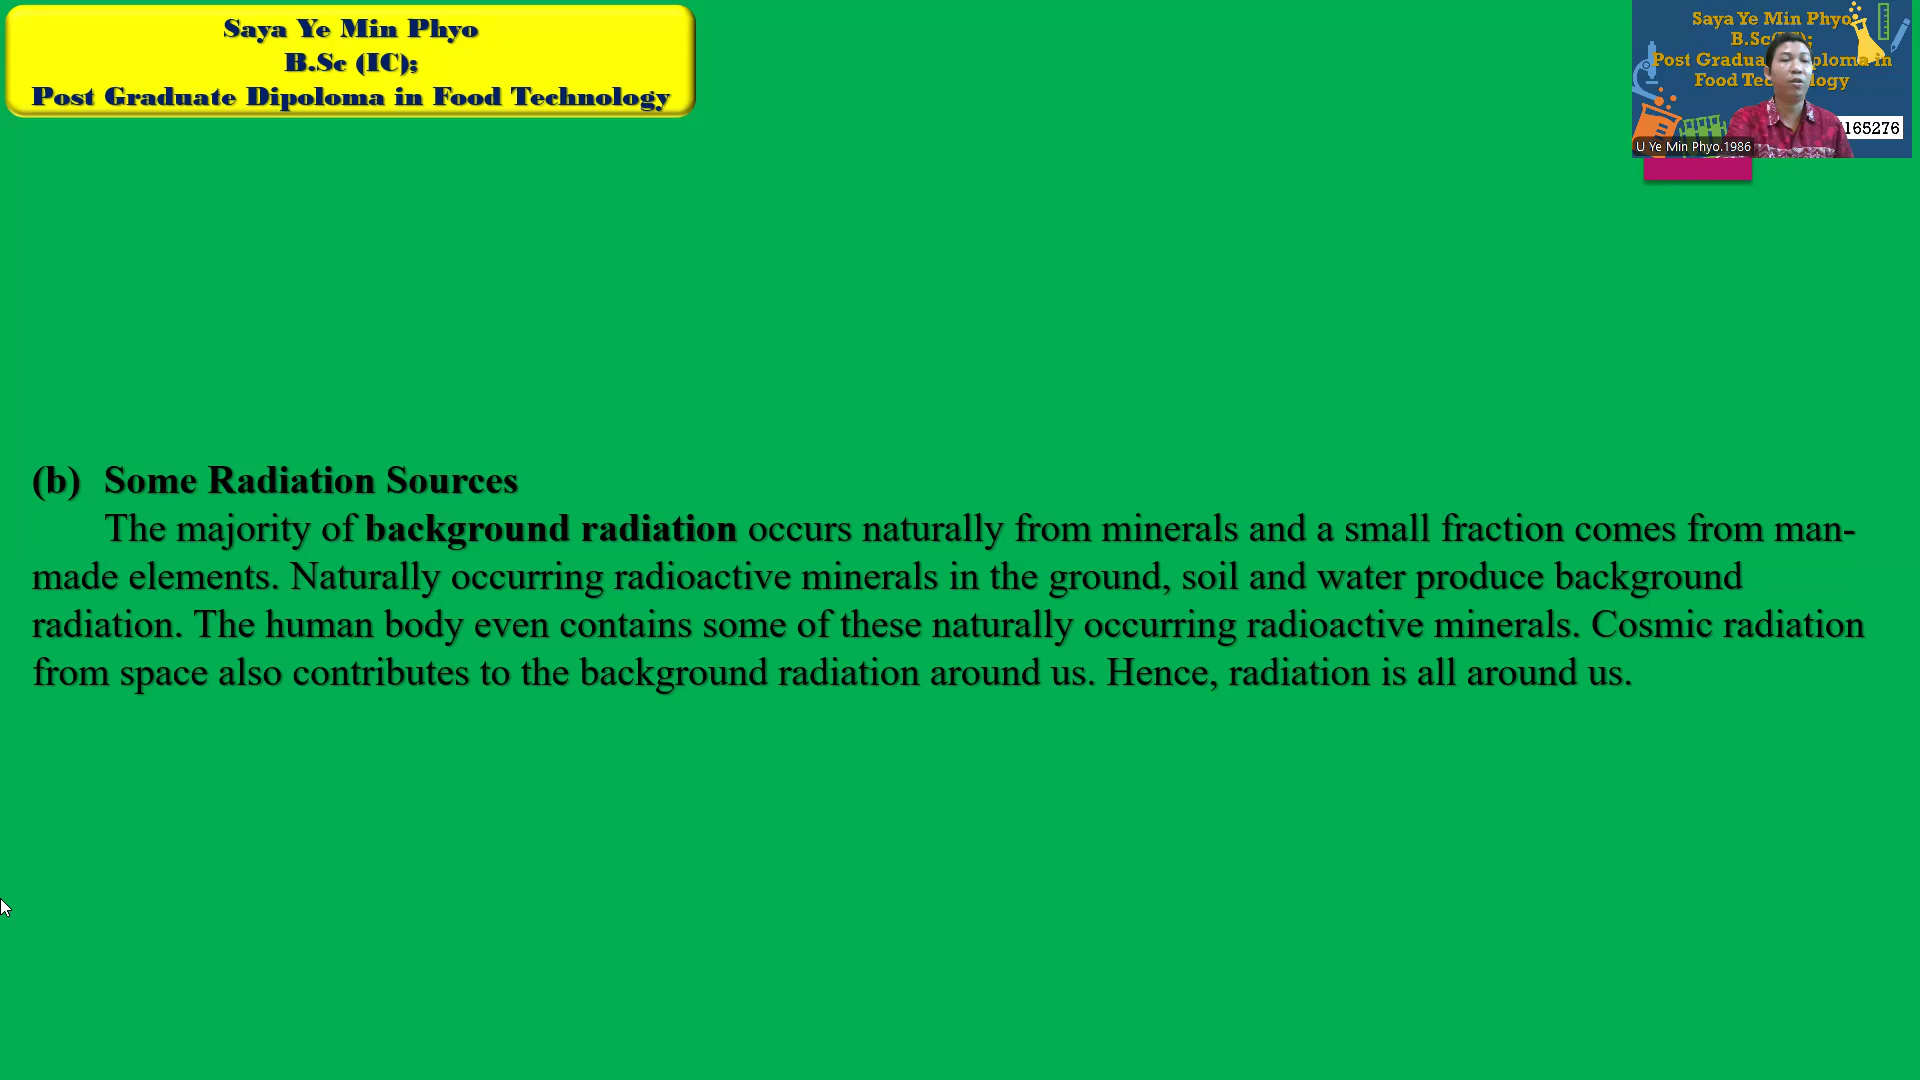 Saya Ye Min Phyo
B.Sc (IC);
Post Graduate Dipoloma in Food Technology
Saya Ye Min Phyo
Post
in
Food
165276
U Ye Min Phyo.1986
(b) Some Radiation Sources
The majority of background radiation occurs naturally from minerals and a small fraction comes from man-
made elements. Naturally occurring radioactive minerals in the ground, soil and water produce background
radiation. The human body even contains some of these naturally occurring radioactive minerals. Cosmic radiation
from space also contributes to the background radiation around us. Hence, radiation is all around us.